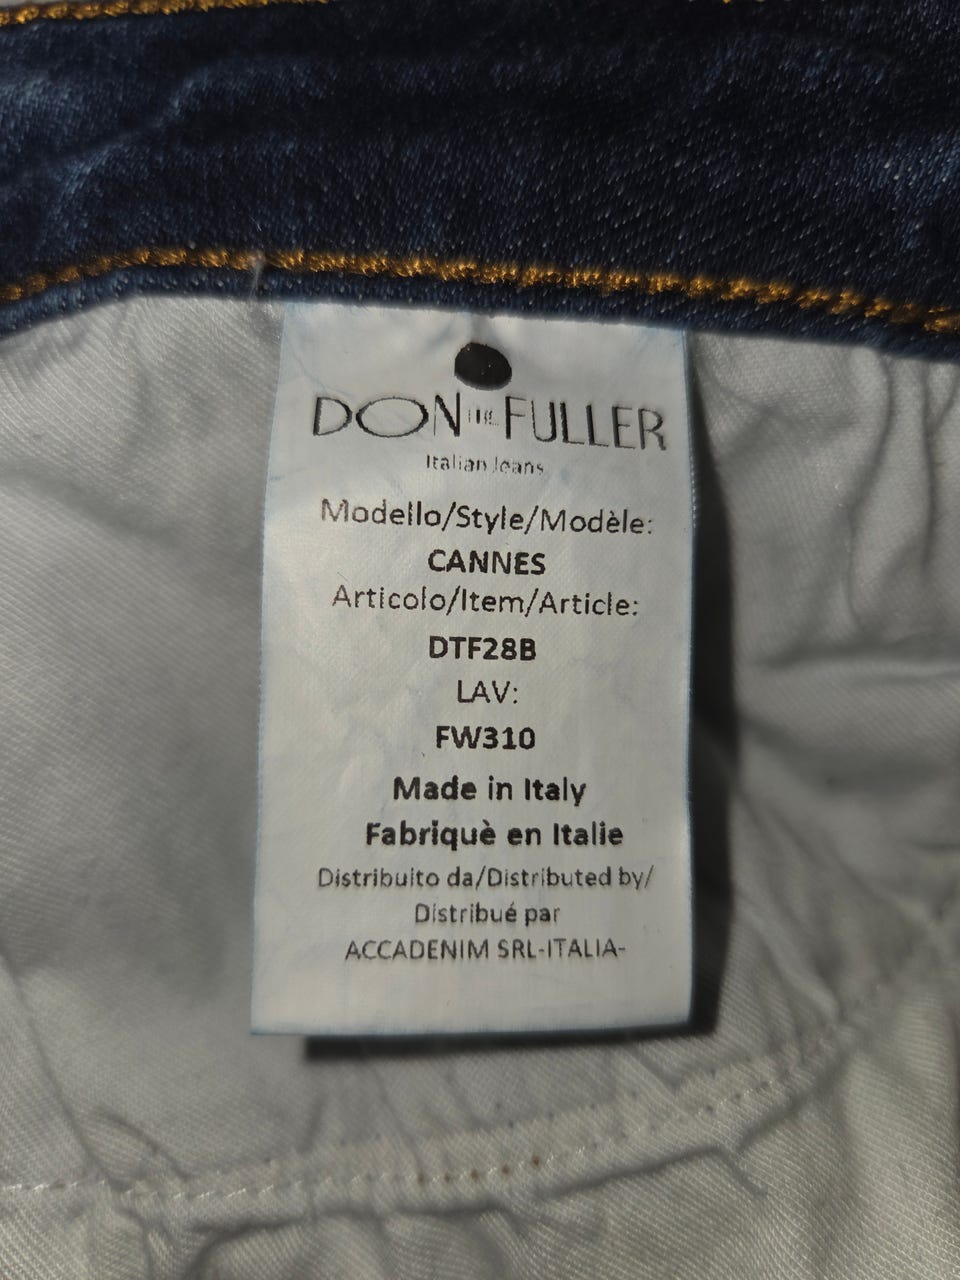 DON THE FULLER
Italian Jeans
Modello/Style/Modèle:
CANNES
Articolo/Item/Article:
DTF28B
LAV:
FW310
Made in Italy
Fabriquè en Italie
Distribuito da/Distributed by/
Distribué par
ACCADENIM SRL-ITALIA-